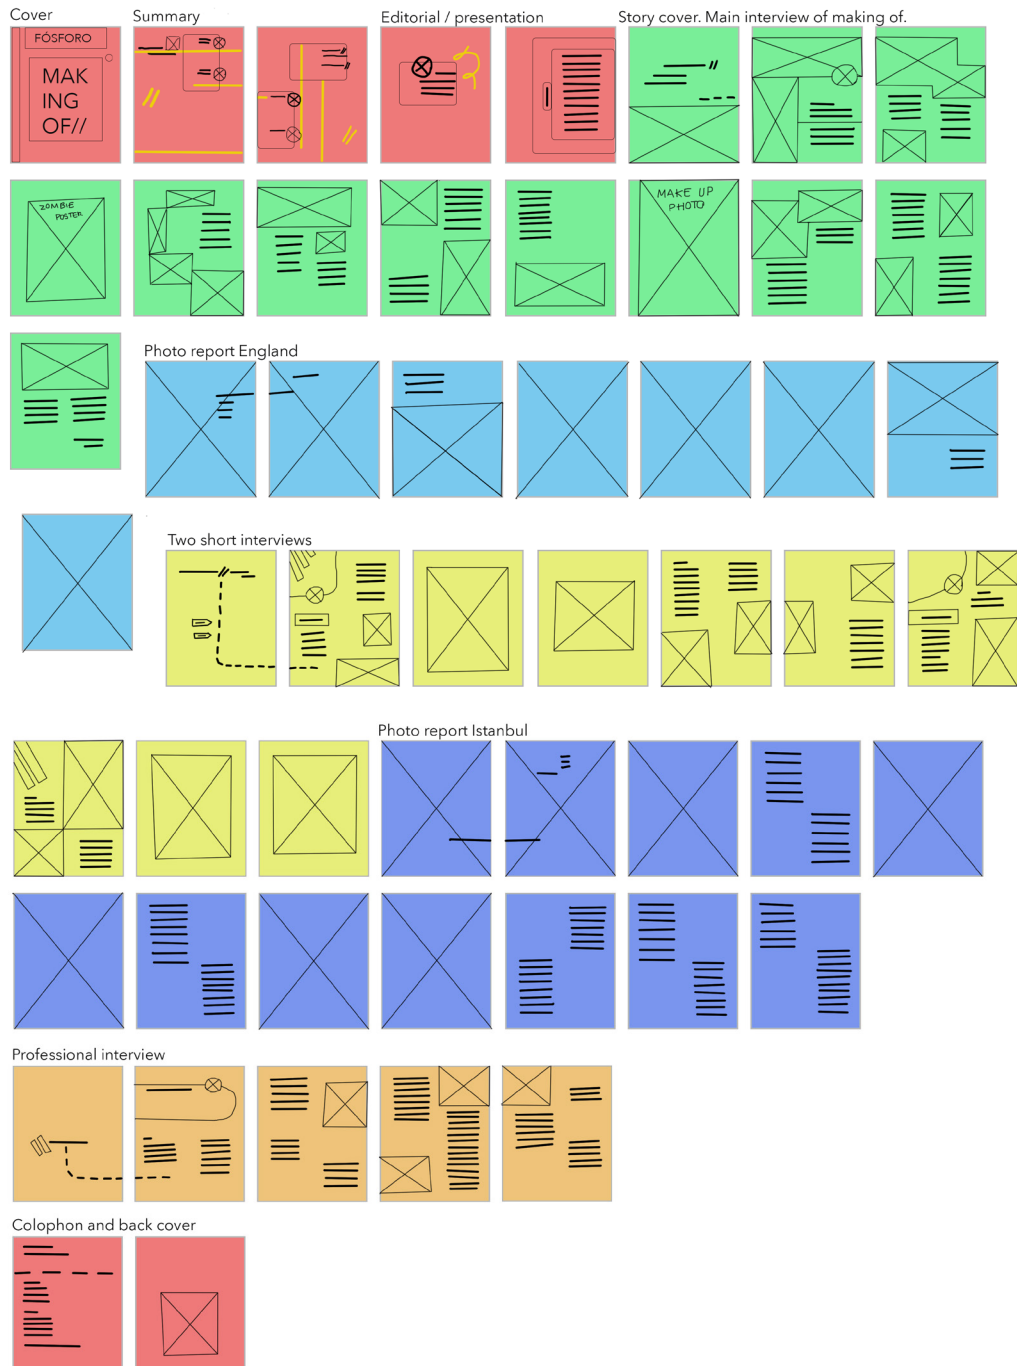 Cover
Summary
Editorial / presentation
Story cover. Main interview of making of.
FÓSFORO
MAK
ING
OF//
ZOMBIE
POSTER
MAKE UP
PHOTO
Photo report England
Two short interviews
Photo report Istanbul
Professional interview
Colophon and back cover